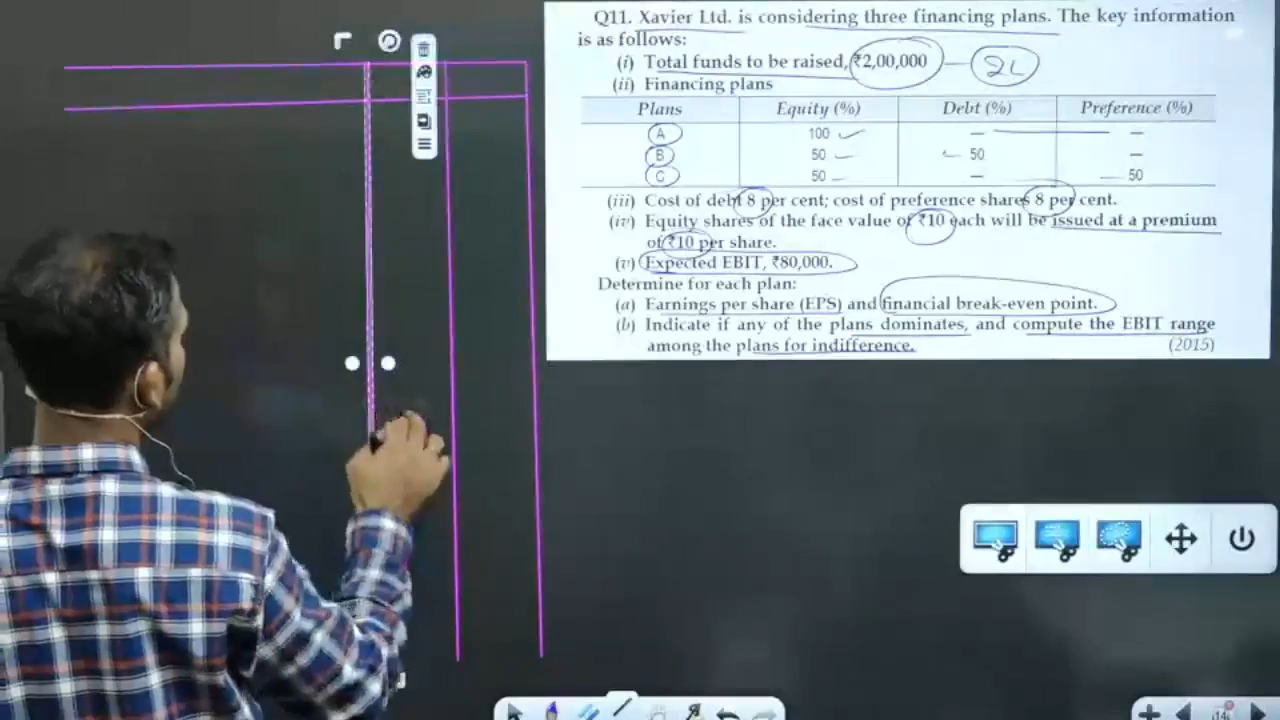 Q11. Xavier Ltd. is considering three financing plans. The key information
is as follows:
(i) Total funds to be raised, ₹2,00,000 — 2L
(ii) Financing plans
Plans Equity (%) Debt (%) Preference (%)
A 100 — —
B 50 50 —
C 50 — 50
(iii) Cost of debt 8 per cent; cost of preference shares 8 per cent.
(iv) Equity shares of the face value of ₹10 each will be issued at a premium
of ₹10 per share.
(v) Expected EBIT, ₹80,000.
Determine for each plan:
(a) Earnings per share (EPS) and financial break-even point.
(b) Indicate if any of the plans dominates, and compute the EBIT range
among the plans for indifference. (2015)